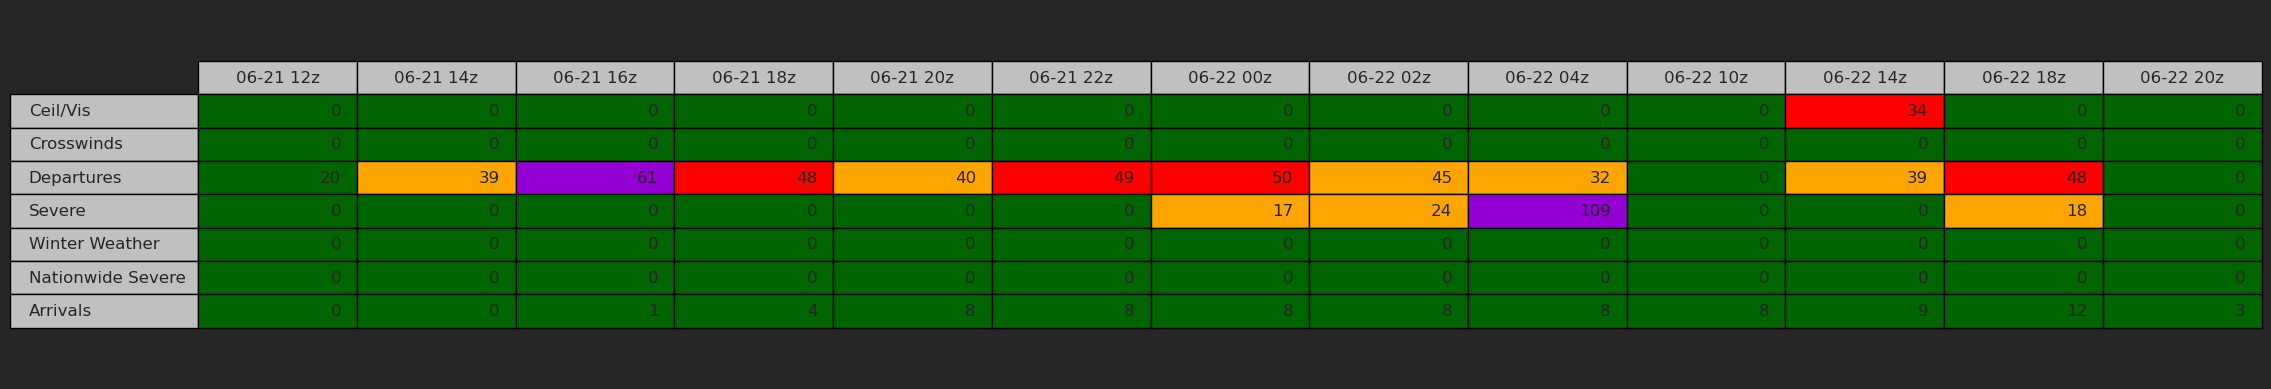 06-21 12z 06-21 14z 06-21 16z 06-21 18z 06-21 20z 06-21 22z 06-22 00z 06-22 02z 06-22 04z 06-22 10z 06-22 14z 06-22 18z 06-22 20z
Ceil/Vis 0 0 0 0 0 0 0 0 0 0 34 0 0
Crosswinds 0 0 0 0 0 0 0 0 0 0 0 0 0
Departures 20 39 61 48 40 49 50 45 32 0 39 48 0
Severe 0 0 0 0 0 0 17 24 109 0 0 18 0
Winter Weather 0 0 0 0 0 0 0 0 0 0 0 0 0
Nationwide Severe 0 0 0 0 0 0 0 0 0 0 0 0 0
Arrivals 0 0 1 4 8 8 8 8 8 8 9 12 3